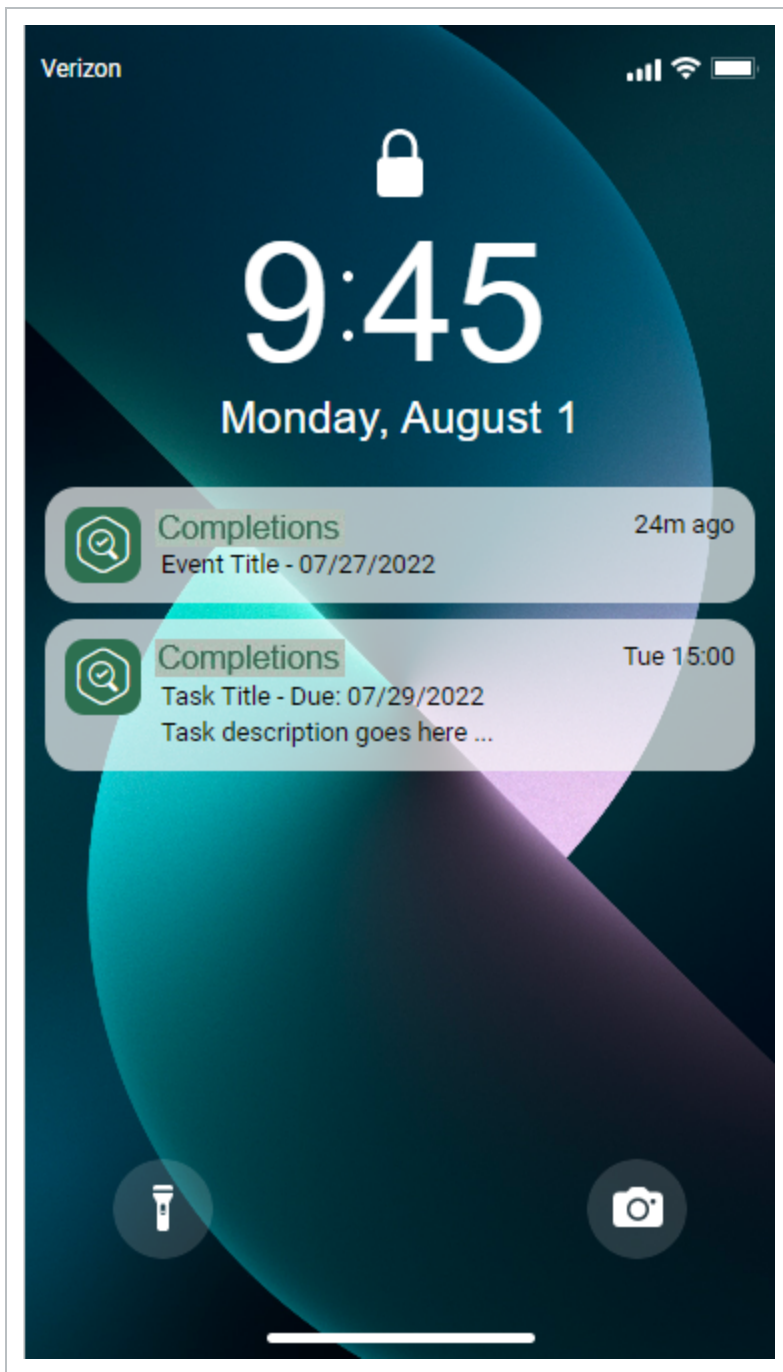 Verizon
9:45
Monday, August 1
Completions
24m ago
Event Title - 07/27/2022
Completions
Tue 15:00
Task Title - Due: 07/29/2022
Task description goes here ...